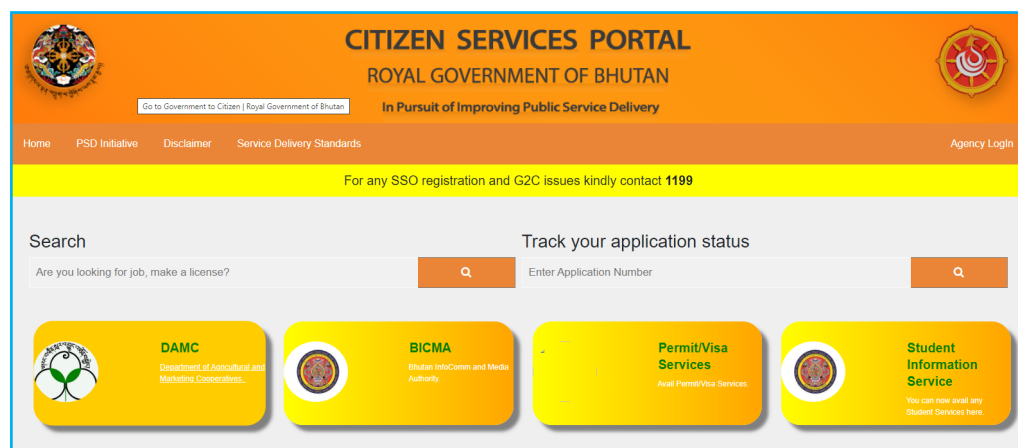 CITIZEN SERVICES PORTAL
ROYAL GOVERNMENT OF BHUTAN
Go to Government to Citizen | Royal Government of Bhutan
In Pursuit of Improving Public Service Delivery
Home PSD Initiative Disclaimer Service Delivery Standards Agency LogIn
For any SSO registration and G2C issues kindly contact 1199
Search
Track your application status
Are you looking for job, make a license?
Enter Application Number
DAMC
Department of Agricultural and
Marketing Cooperatives.
BICMA
Bhutan InfoComm and Media
Authority.
Permit/Visa
Services
Avail Permit/Visa Services.
Student
Information
Service
You can now avail any
Student Services here.